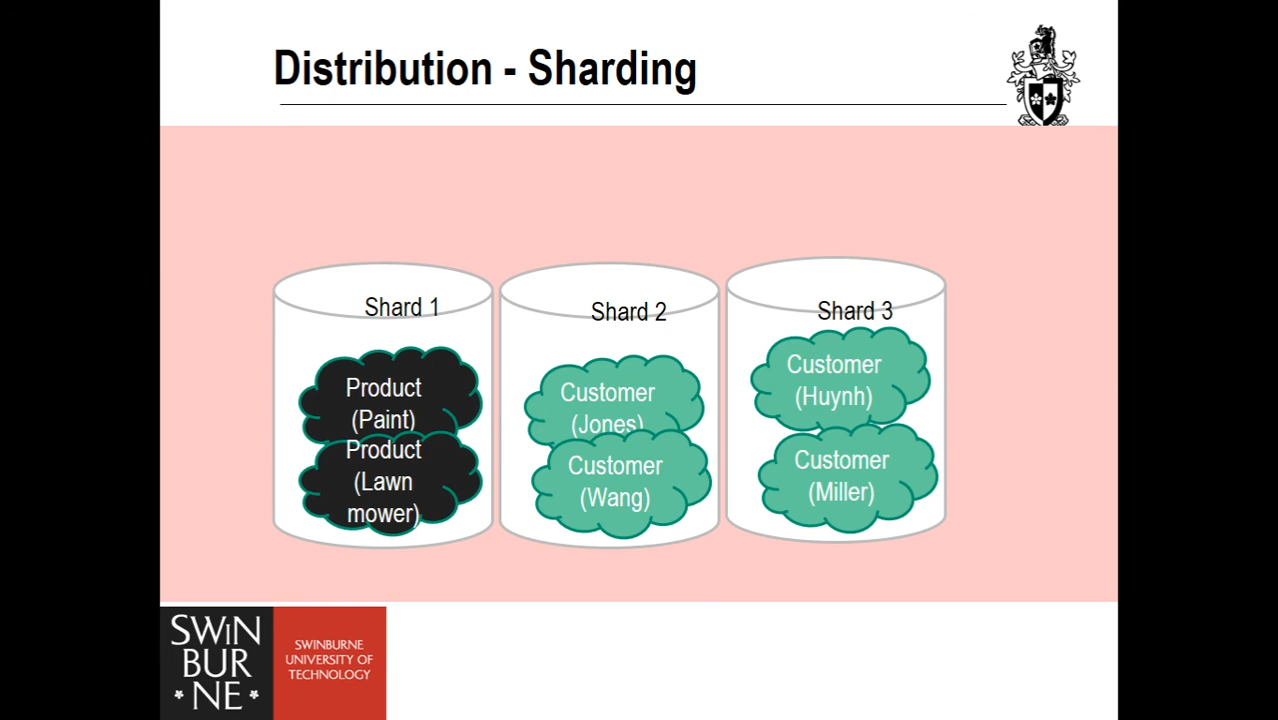 Distribution - Sharding
Shard 1
Product
(Paint)
Product
(Lawn
mower)
Shard 2
Customer
(Jones)
Customer
(Wang)
Shard 3
Customer
(Huynh)
Customer
(Miller)
SWiN
BUR
NE
SWINBURNE
UNIVERSITY OF
TECHNOLOGY